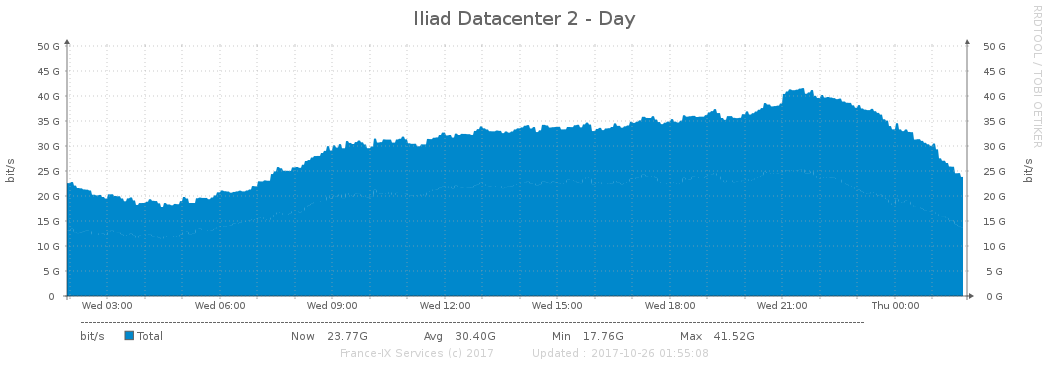 Iliad Datacenter 2 - Day
RRDTOOL / TOBI OETIKER
bit/s
50 G 50 G
45 G 45 G
40 G 40 G
35 G 35 G
30 G 30 G
25 G 25 G
20 G 20 G
15 G 15 G
10 G 10 G
5 G 5 G
0 0 G
bit/s
Wed 03:00 Wed 06:00 Wed 09:00 Wed 12:00 Wed 15:00 Wed 18:00 Wed 21:00 Thu 00:00
bit/s Total Now 23.77G Avg 30.40G Min 17.76G Max 41.52G
France-IX Services (c) 2017 Updated : 2017-10-26 01:55:08